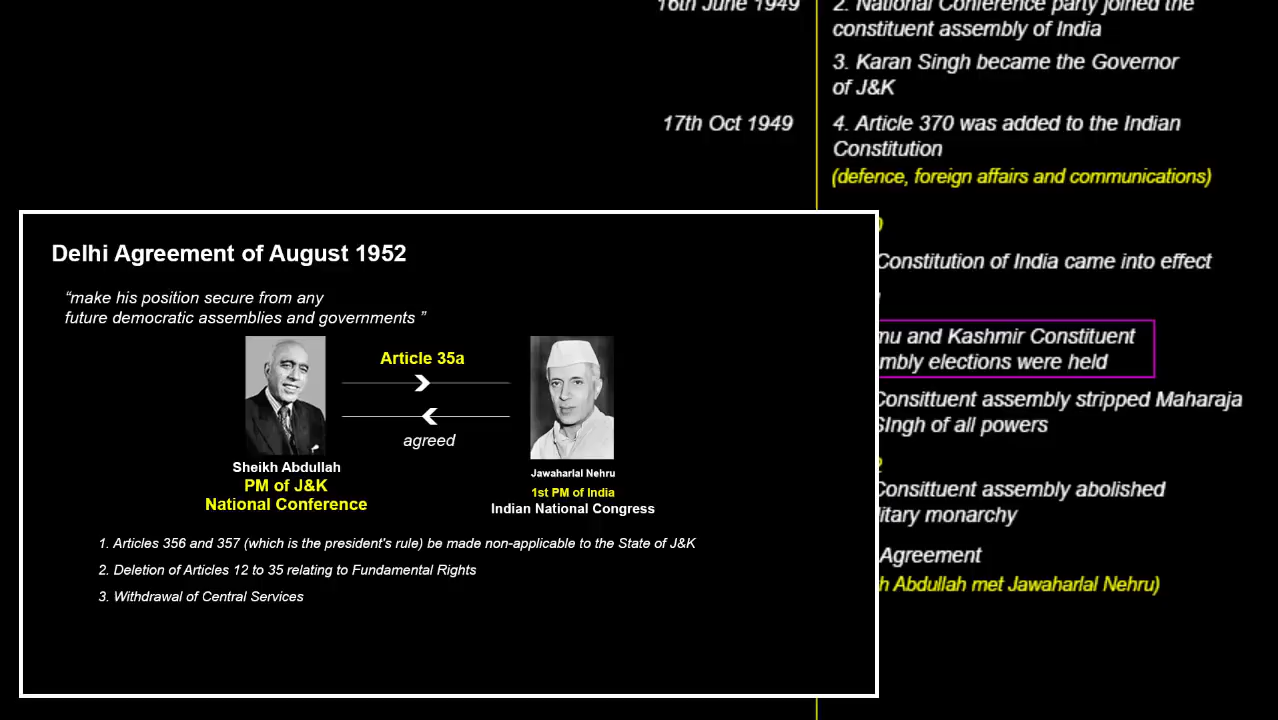 16th June 1949
2. National Conference party joined the
constituent assembly of India
3. Karan Singh became the Governor
of J&K
17th Oct 1949
4. Article 370 was added to the Indian
Constitution
(defence, foreign affairs and communications)
Constitution of India came into effect
mu and Kashmir Constituent
mbly elections were held
Consittuent assembly stripped Maharaja
SIngh of all powers
2
Consittuent assembly abolished
litary monarchy
Agreement
h Abdullah met Jawaharlal Nehru)
Delhi Agreement of August 1952
“make his position secure from any
future democratic assemblies and governments ”
Article 35a
agreed
Sheikh Abdullah
PM of J&K
National Conference
Jawaharlal Nehru
1st PM of India
Indian National Congress
1. Articles 356 and 357 (which is the president's rule) be made non-applicable to the State of J&K
2. Deletion of Articles 12 to 35 relating to Fundamental Rights
3. Withdrawal of Central Services